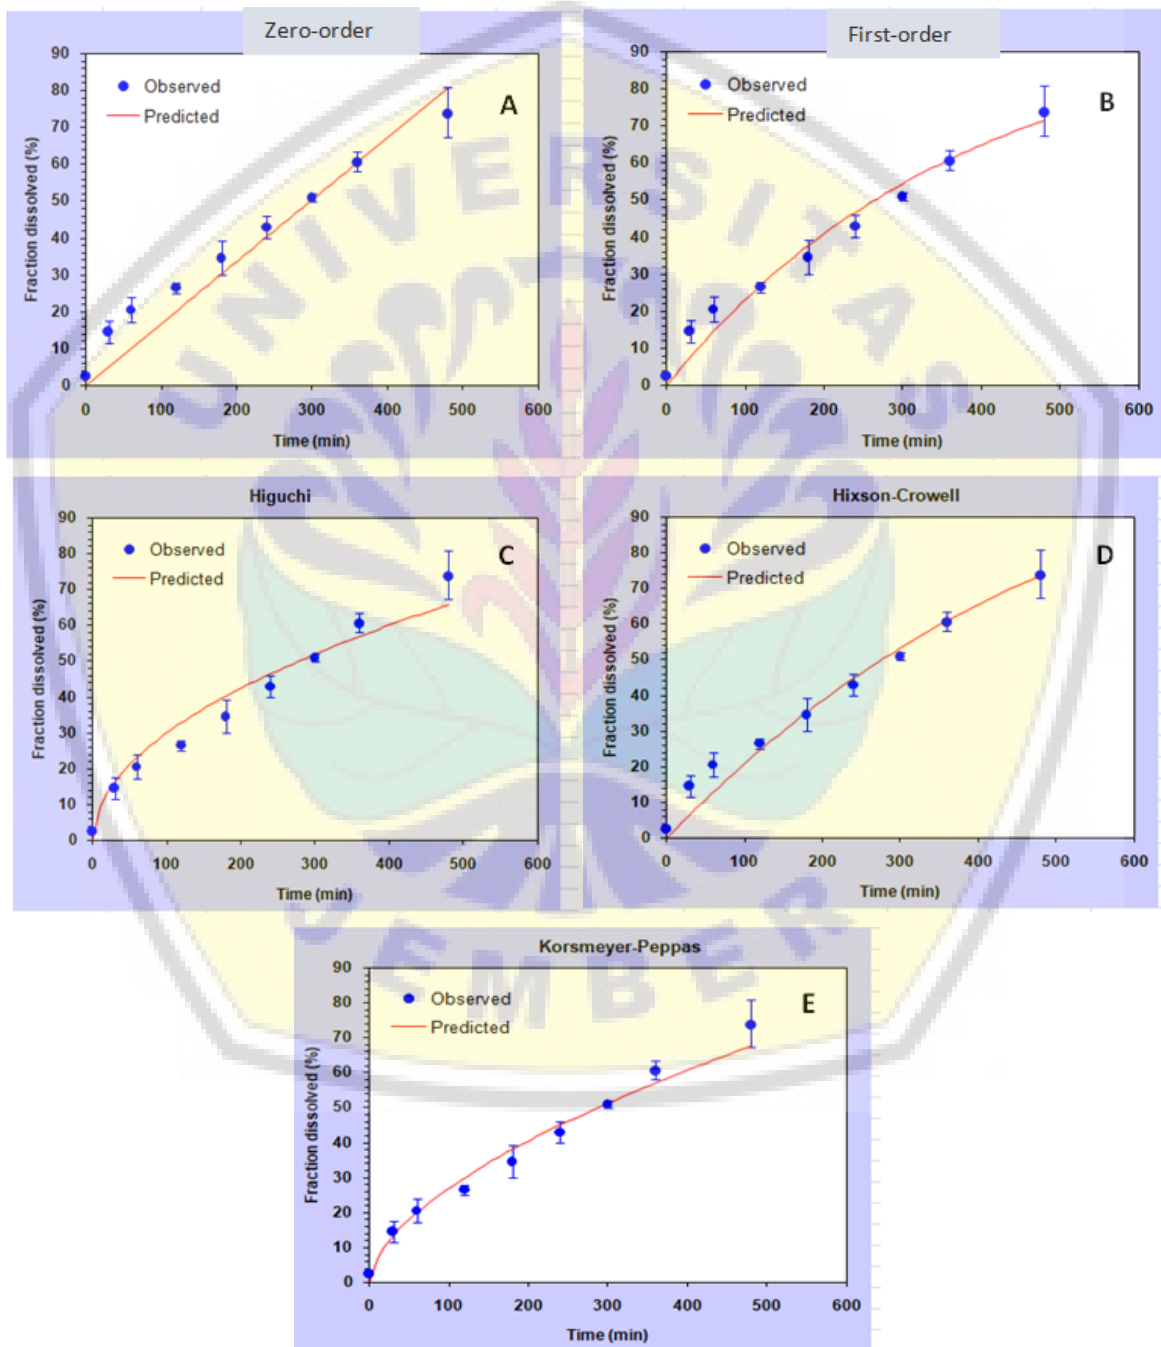 Zero-order
90
80
70
60
50
40
30
20
10
0
Fraction dissolved (%)
Observed
Predicted
A
0 100 200 300 400 500 600
Time (min)
First-order
90
80
70
60
50
40
30
20
10
0
Fraction dissolved (%)
Observed
Predicted
B
0 100 200 300 400 500 600
Time (min)
Higuchi
90
80
70
60
50
40
30
20
10
0
Fraction dissolved (%)
Observed
Predicted
C
0 100 200 300 400 500 600
Time (min)
Hixson-Crowell
90
80
70
60
50
40
30
20
10
0
Fraction dissolved (%)
Observed
Predicted
D
0 100 200 300 400 500 600
Time (min)
Korsmeyer-Peppas
90
80
70
60
50
40
30
20
10
0
Fraction dissolved (%)
Observed
Predicted
E
0 100 200 300 400 500 600
Time (min)
UNIVERSITAS
JEMBER